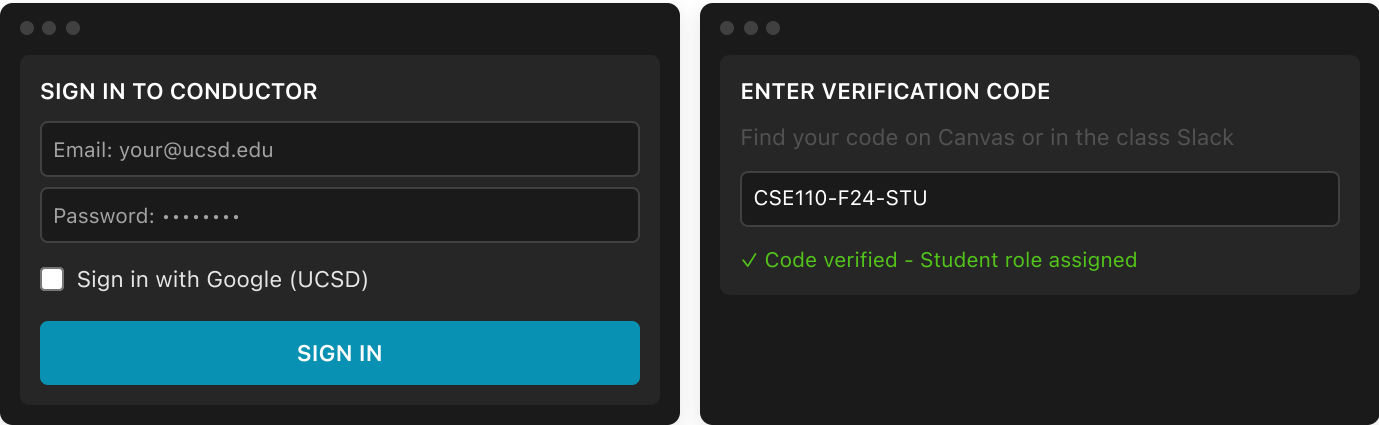 SIGN IN TO CONDUCTOR
Email: your@ucsd.edu
Password: ••••••••
Sign in with Google (UCSD)
SIGN IN
ENTER VERIFICATION CODE
Find your code on Canvas or in the class Slack
CSE110-F24-STU
✓ Code verified - Student role assigned